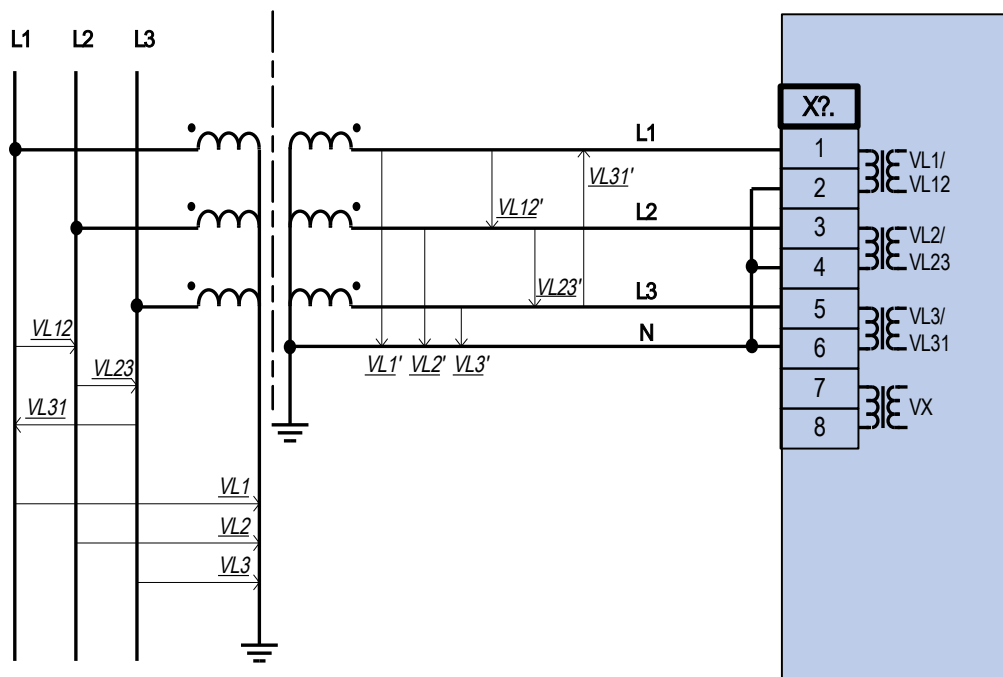 L1 L2 L3
X?.
L1
1
VL1/
VL12
2
VL31'
VL12'
L2
3
VL2/
VL23
4
VL23'
L3
5
VL3/
VL31
VL12
N
6
VL1' VL2' VL3'
VL23
7
VX
VL31
8
VL1
VL2
VL3